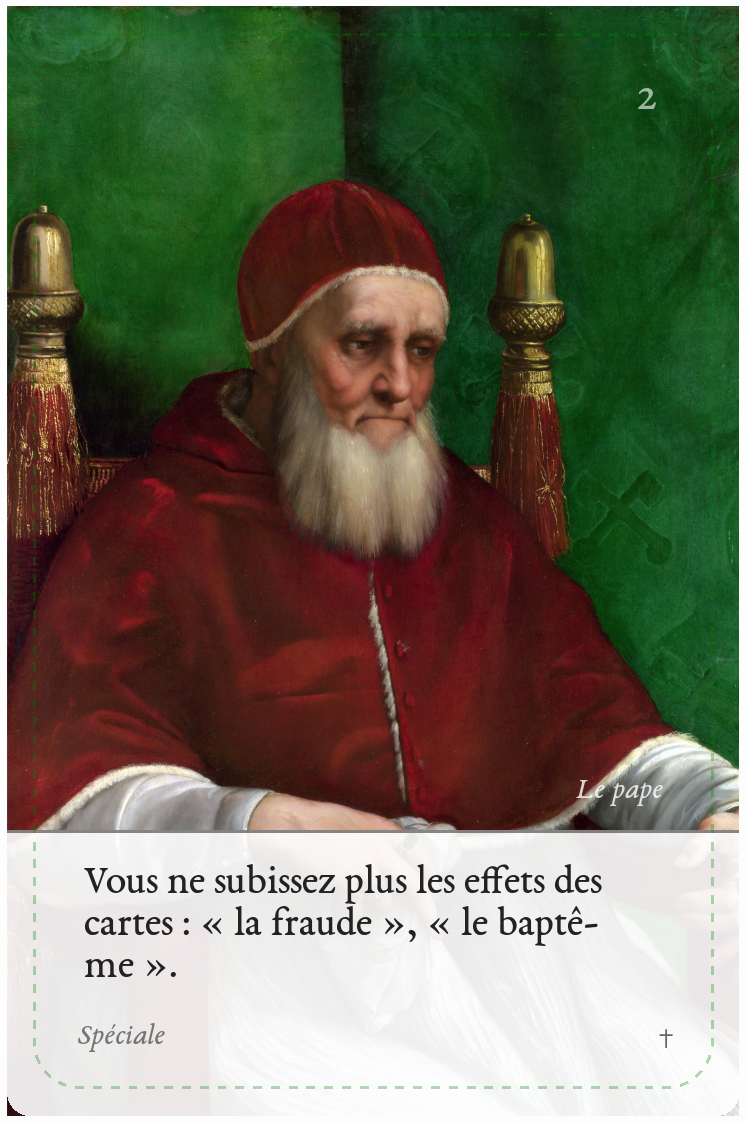 2
Le pape
Vous ne subissez plus les effets des
cartes : « la fraude », « le baptê-
me ».
Spéciale
†